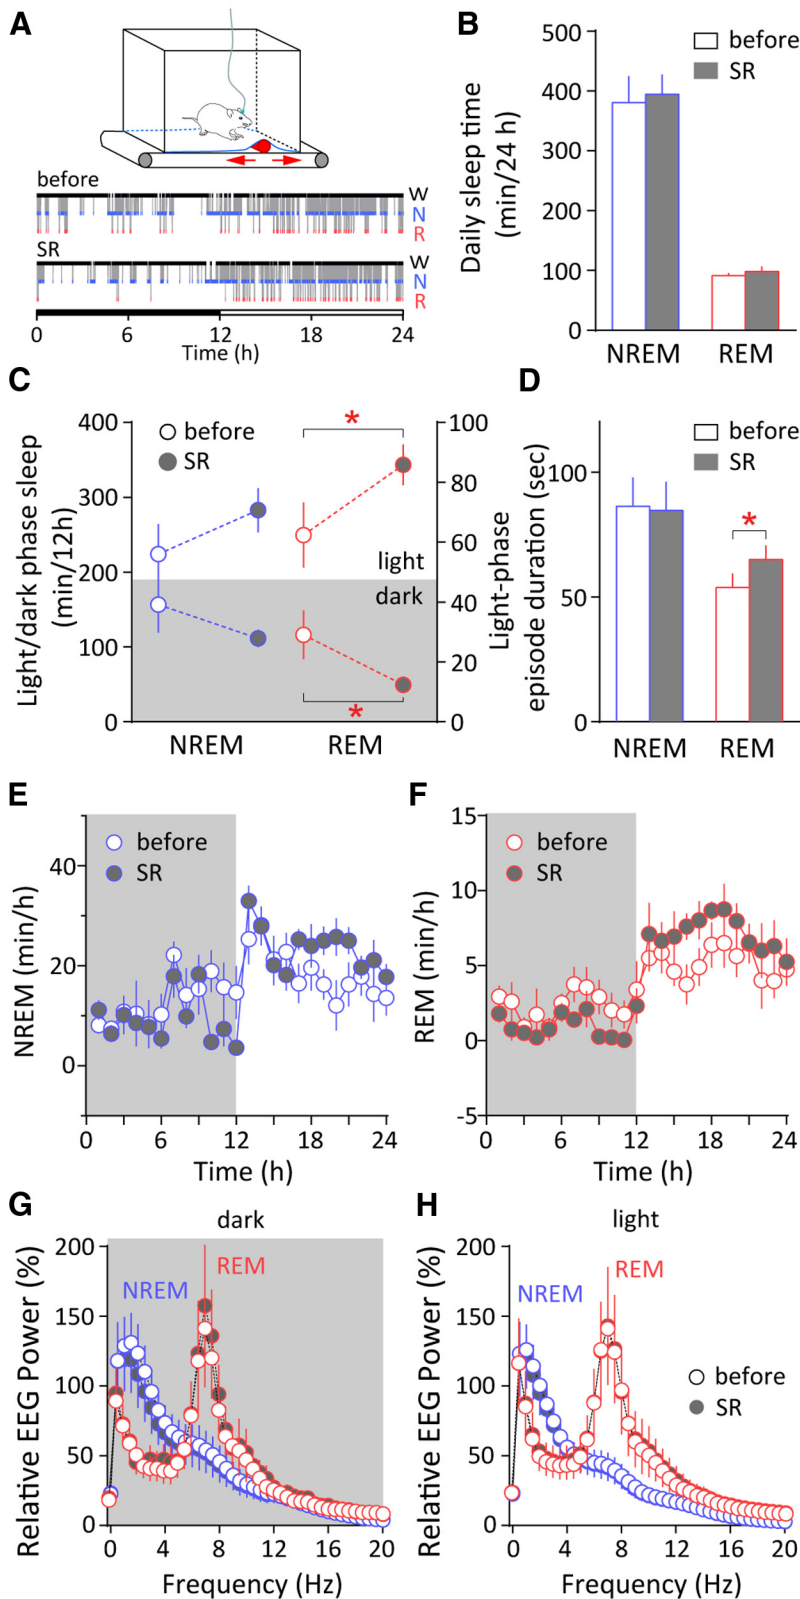 A
before
W
N
R
SR
W
N
R
0 6 12 18 24
Time (h)
B
Daily sleep time
(min/24 h)
500
400
300
200
100
0
before
SR
NREM REM
C
Light/dark phase sleep
(min/12h)
400
300
200
100
0
before
SR
*
light
dark
*
100
80
60
40
20
0
NREM REM
D
Light-phase
episode duration (sec)
100
50
0
before
SR
*
NREM REM
E
NREM (min/h)
40
20
0
before
SR
0 6 12 18 24
Time (h)
F
REM (min/h)
15
10
5
0
-5
before
SR
0 6 12 18 24
Time (h)
G
dark
Relative EEG Power (%)
200
150
100
50
0
NREM
REM
0 4 8 12 16 20
Frequency (Hz)
H
light
Relative EEG Power (%)
200
150
100
50
0
NREM
REM
before
SR
0 4 8 12 16 20
Frequency (Hz)